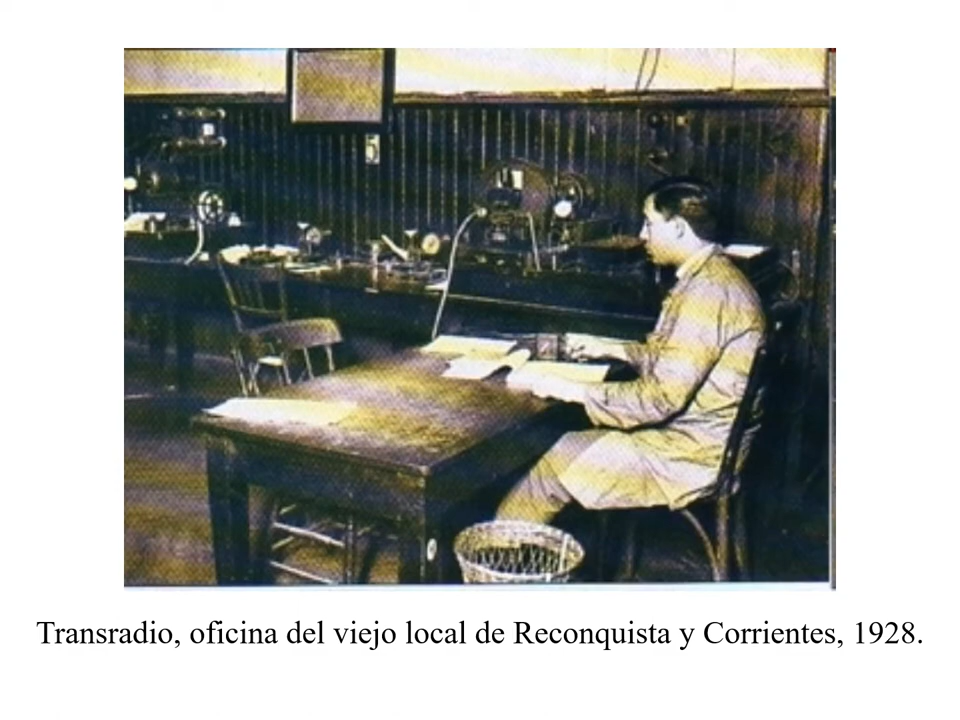 Transradio, oficina del viejo local de Reconquista y Corrientes, 1928.